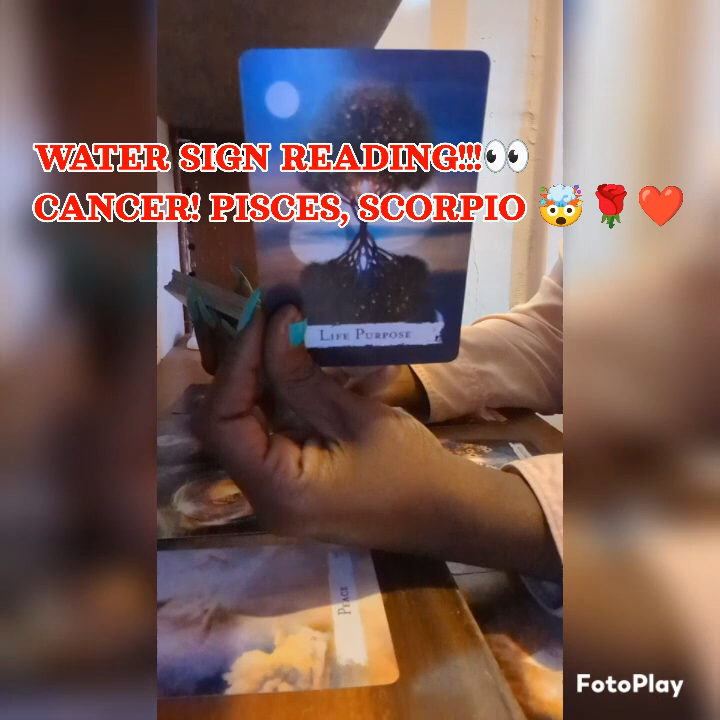 WATER SIGN READING!!!👀
CANCER! PISCES, SCORPIO 🤯🌹❤️
LIFE PURPOSE
PEACE
FotoPlay